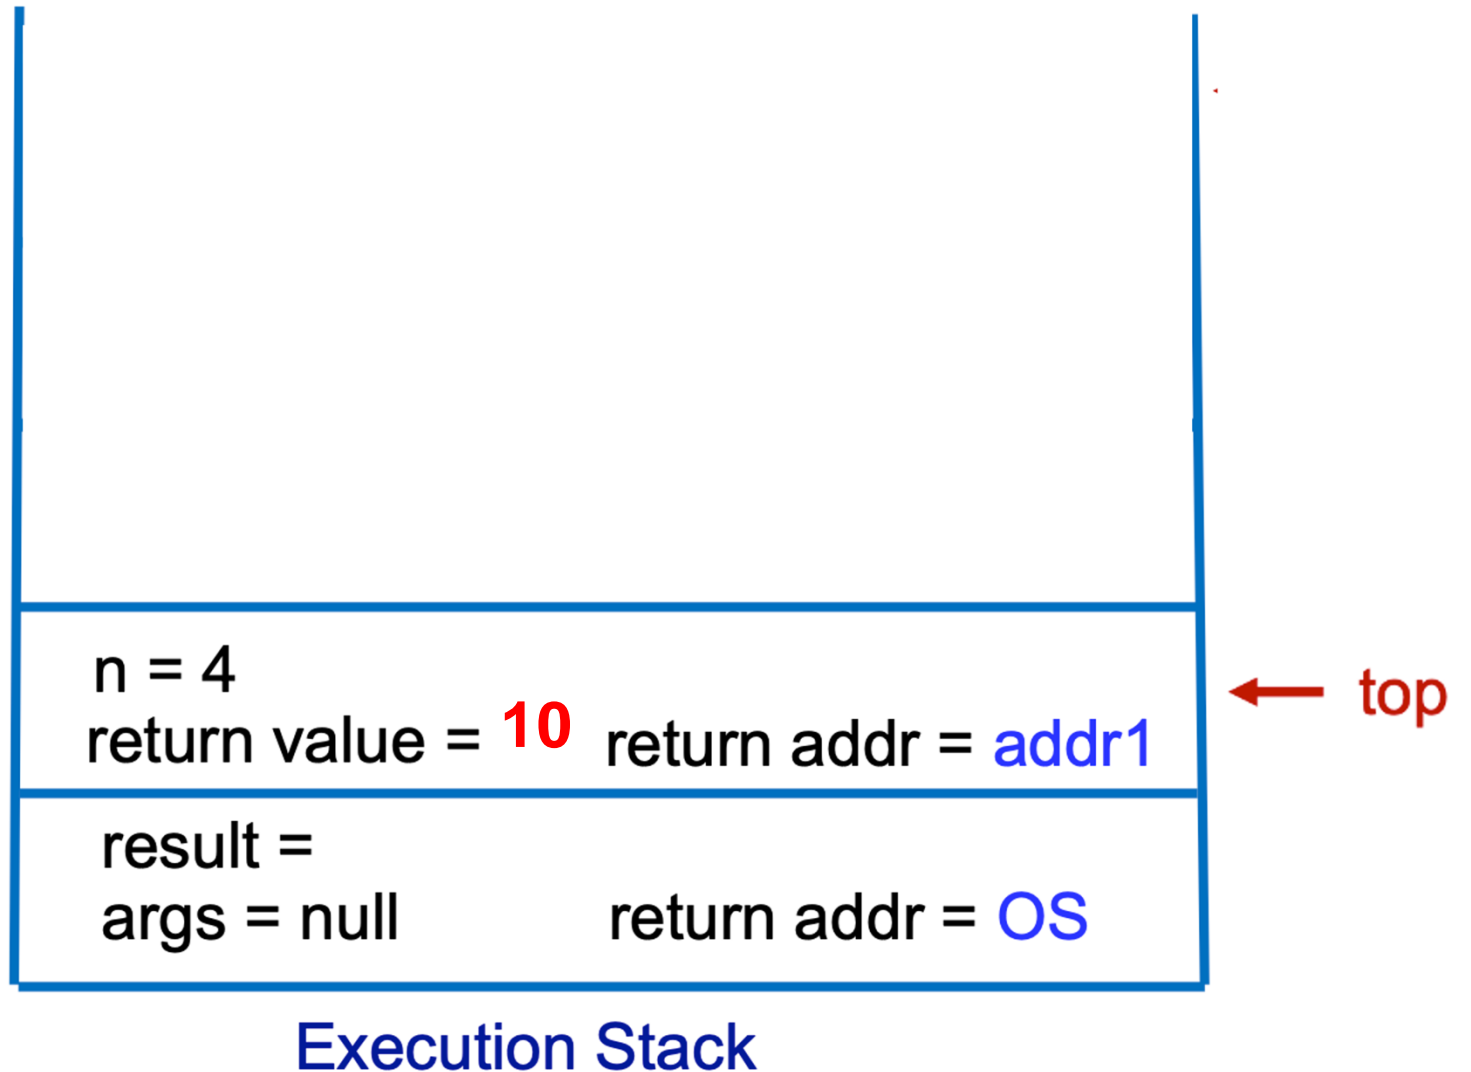 n = 4
top
return value = 10 return addr = addr1
result =
args = null return addr = OS
Execution Stack